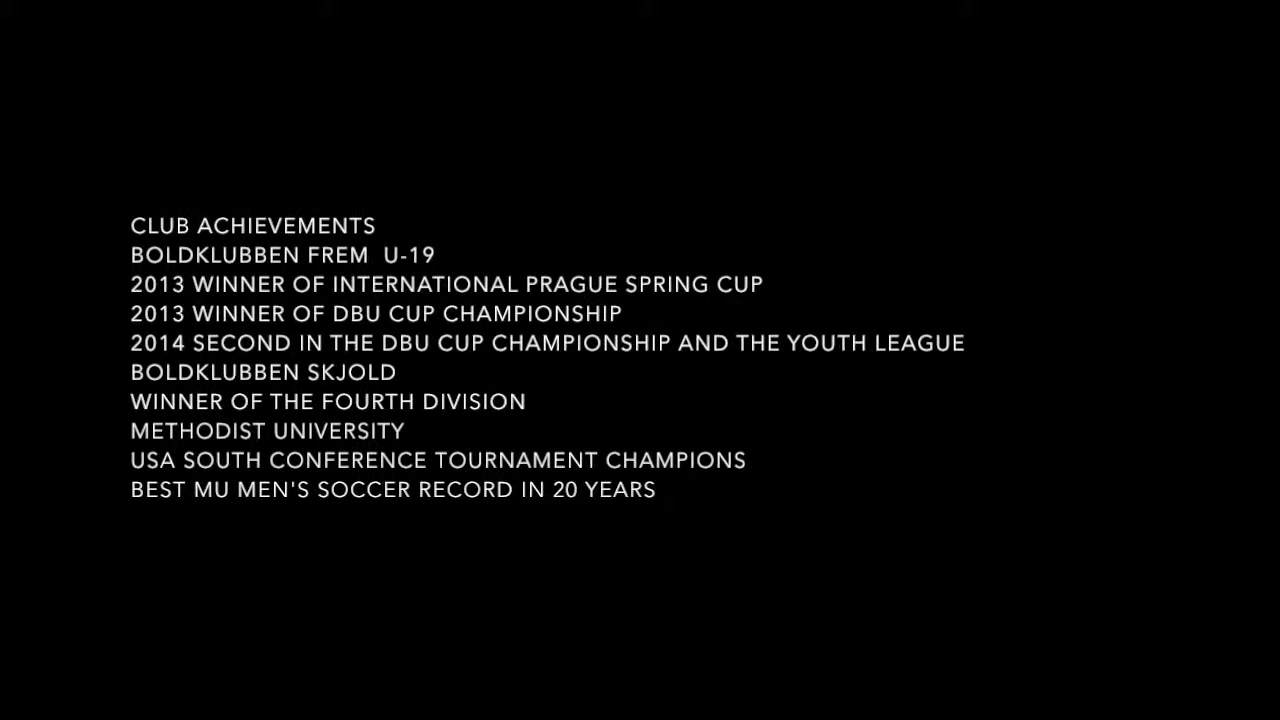 CLUB ACHIEVEMENTS
BOLDKLUBBEN FREM  U-19
2013 WINNER OF INTERNATIONAL PRAGUE SPRING CUP
2013 WINNER OF DBU CUP CHAMPIONSHIP
2014 SECOND IN THE DBU CUP CHAMPIONSHIP AND THE YOUTH LEAGUE
BOLDKLUBBEN SKJOLD
WINNER OF THE FOURTH DIVISION
METHODIST UNIVERSITY
USA SOUTH CONFERENCE TOURNAMENT CHAMPIONS
BEST MU MEN'S SOCCER RECORD IN 20 YEARS